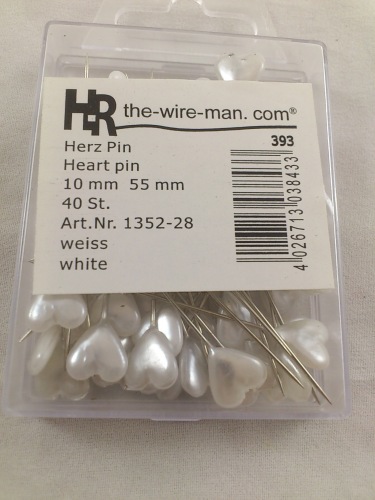 HR the-wire-man. com®
393
Herz Pin
Heart pin
10 mm 55 mm
40 St.
Art.Nr. 1352-28
weiss
white
4 026713 038433